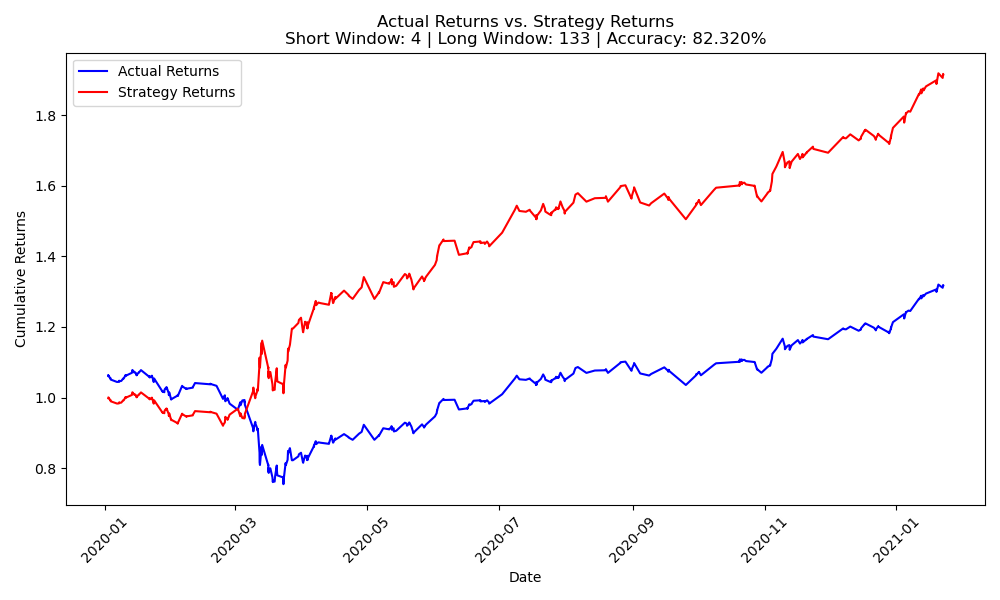 Actual Returns vs. Strategy Returns
Short Window: 4 | Long Window: 133 | Accuracy: 82.320%
Actual Returns
Strategy Returns
Cumulative Returns
1.8
1.6
1.4
1.2
1.0
0.8
2020-01
2020-03
2020-05
2020-07
2020-09
2020-11
2021-01
Date